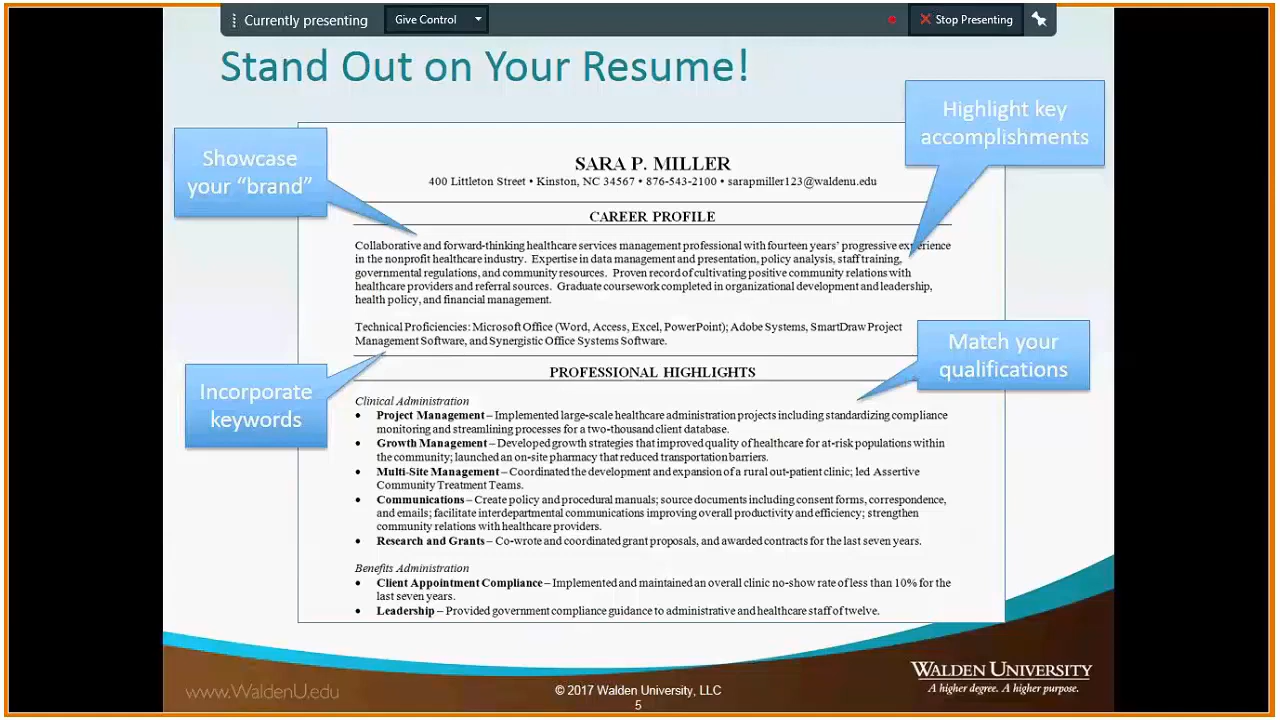 Currently presenting
Give Control
Stop Presenting
Stand Out on Your Resume!
Showcase
your “brand”
Highlight key
accomplishments
SARA P. MILLER
400 Littleton Street • Kinston, NC 34567 • 876-543-2100 • sarapmiller123@waldenu.edu
CAREER PROFILE
Collaborative and forward-thinking healthcare services management professional with fourteen years’ progressive experience
in the nonprofit healthcare industry. Expertise in data management and presentation, policy analysis, staff training,
governmental regulations, and community resources. Proven record of cultivating positive community relations with
healthcare providers and referral sources. Graduate coursework completed in organizational development and leadership,
health policy, and financial management.
Technical Proficiencies: Microsoft Office (Word, Access, Excel, PowerPoint); Adobe Systems, SmartDraw Project
Management Software, and Synergistic Office Systems Software.
Incorporate
keywords
Match your
qualifications
PROFESSIONAL HIGHLIGHTS
Clinical Administration
• Project Management – Implemented large-scale healthcare administration projects including standardizing compliance
monitoring and streamlining processes for a two-thousand client database.
• Growth Management – Developed growth strategies that improved quality of healthcare for at-risk populations within
the community; launched an on-site pharmacy that reduced transportation barriers.
• Multi-Site Management – Coordinated the development and expansion of a rural out-patient clinic; led Assertive
Community Treatment Teams.
• Communications – Create policy and procedural manuals; source documents including consent forms, correspondence,
and emails; facilitate interdepartmental communications improving overall productivity and efficiency; strengthen
community relations with healthcare providers.
• Research and Grants – Co-wrote and coordinated grant proposals, and awarded contracts for the last seven years.
Benefits Administration
• Client Appointment Compliance – Implemented and maintained an overall clinic no-show rate of less than 10% for the
last seven years.
• Leadership – Provided government compliance guidance to administrative and healthcare staff of twelve.
www.WaldenU.edu
© 2017 Walden University, LLC
5
WALDEN UNIVERSITY
A higher degree. A higher purpose.